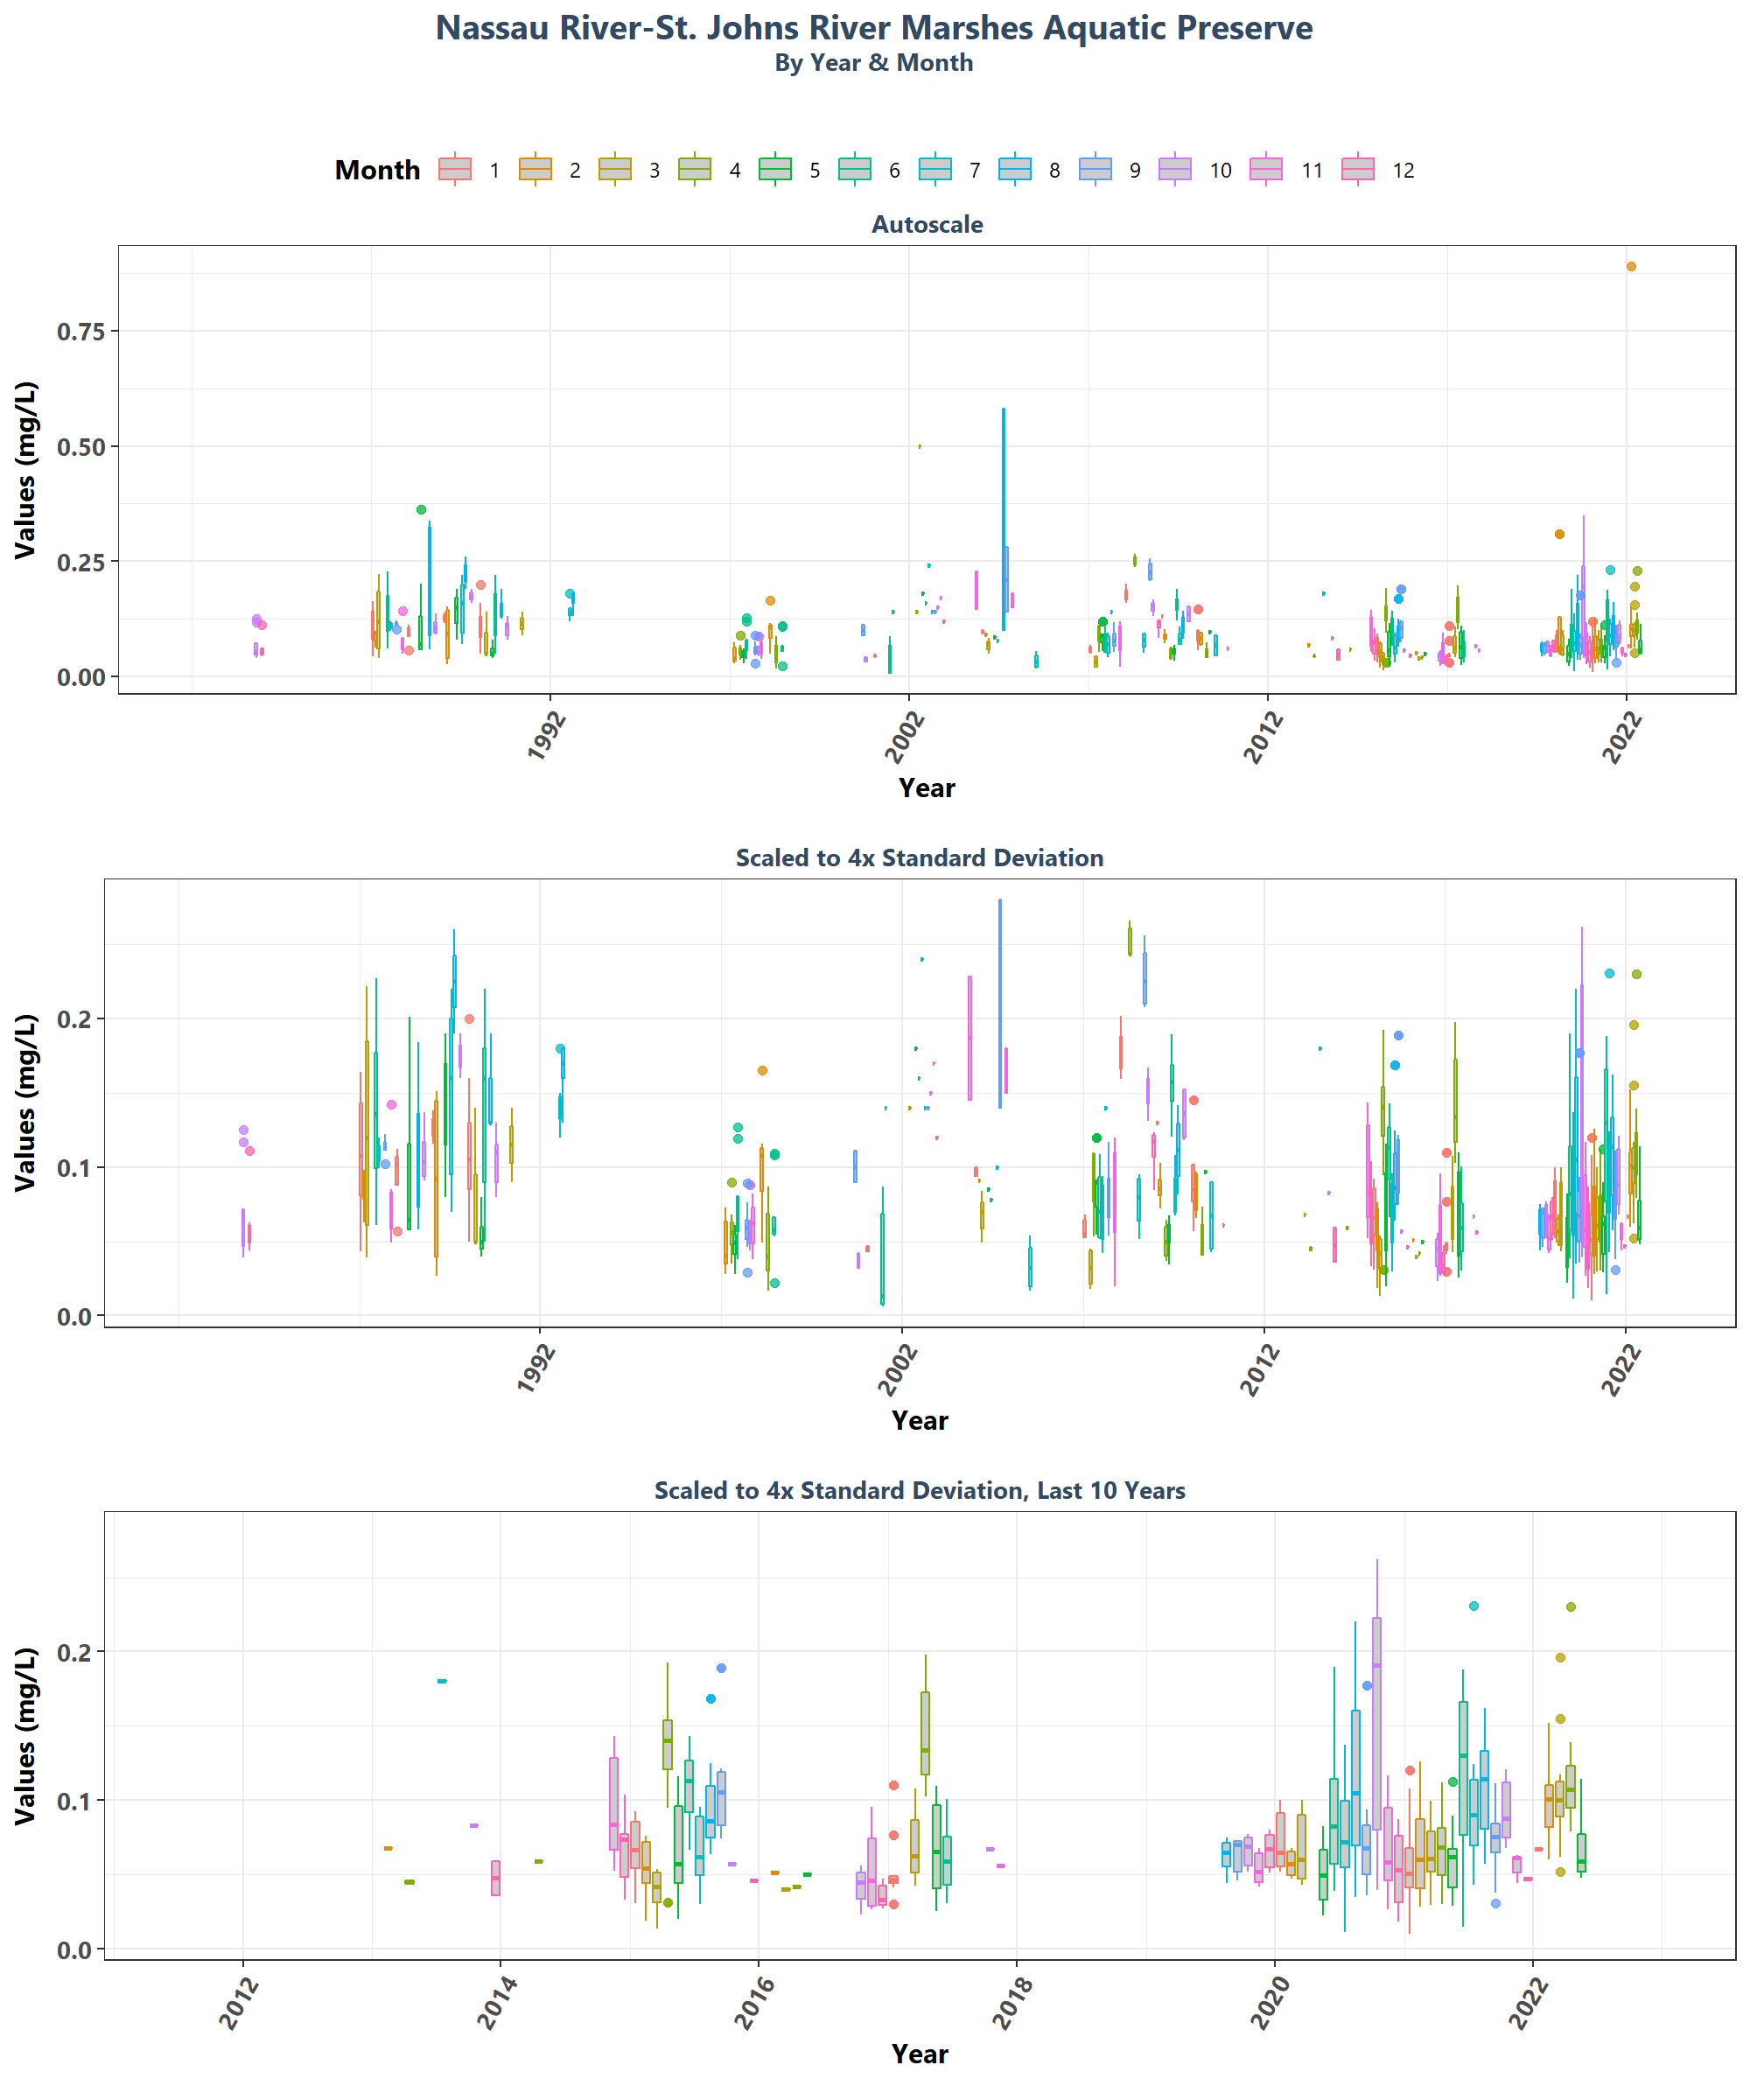 Nassau River-St. Johns River Marshes Aquatic Preserve
By Year & Month
Month 1 2 3 4 5 6 7 8 9 10 11 12
Autoscale
Values (mg/L)
0.75
0.50
0.25
0.00
1992 2002 2012 2022
Year
Scaled to 4x Standard Deviation
Values (mg/L)
0.2
0.1
0.0
1992 2002 2012 2022
Year
Scaled to 4x Standard Deviation, Last 10 Years
Values (mg/L)
0.2
0.1
0.0
2012 2014 2016 2018 2020 2022
Year